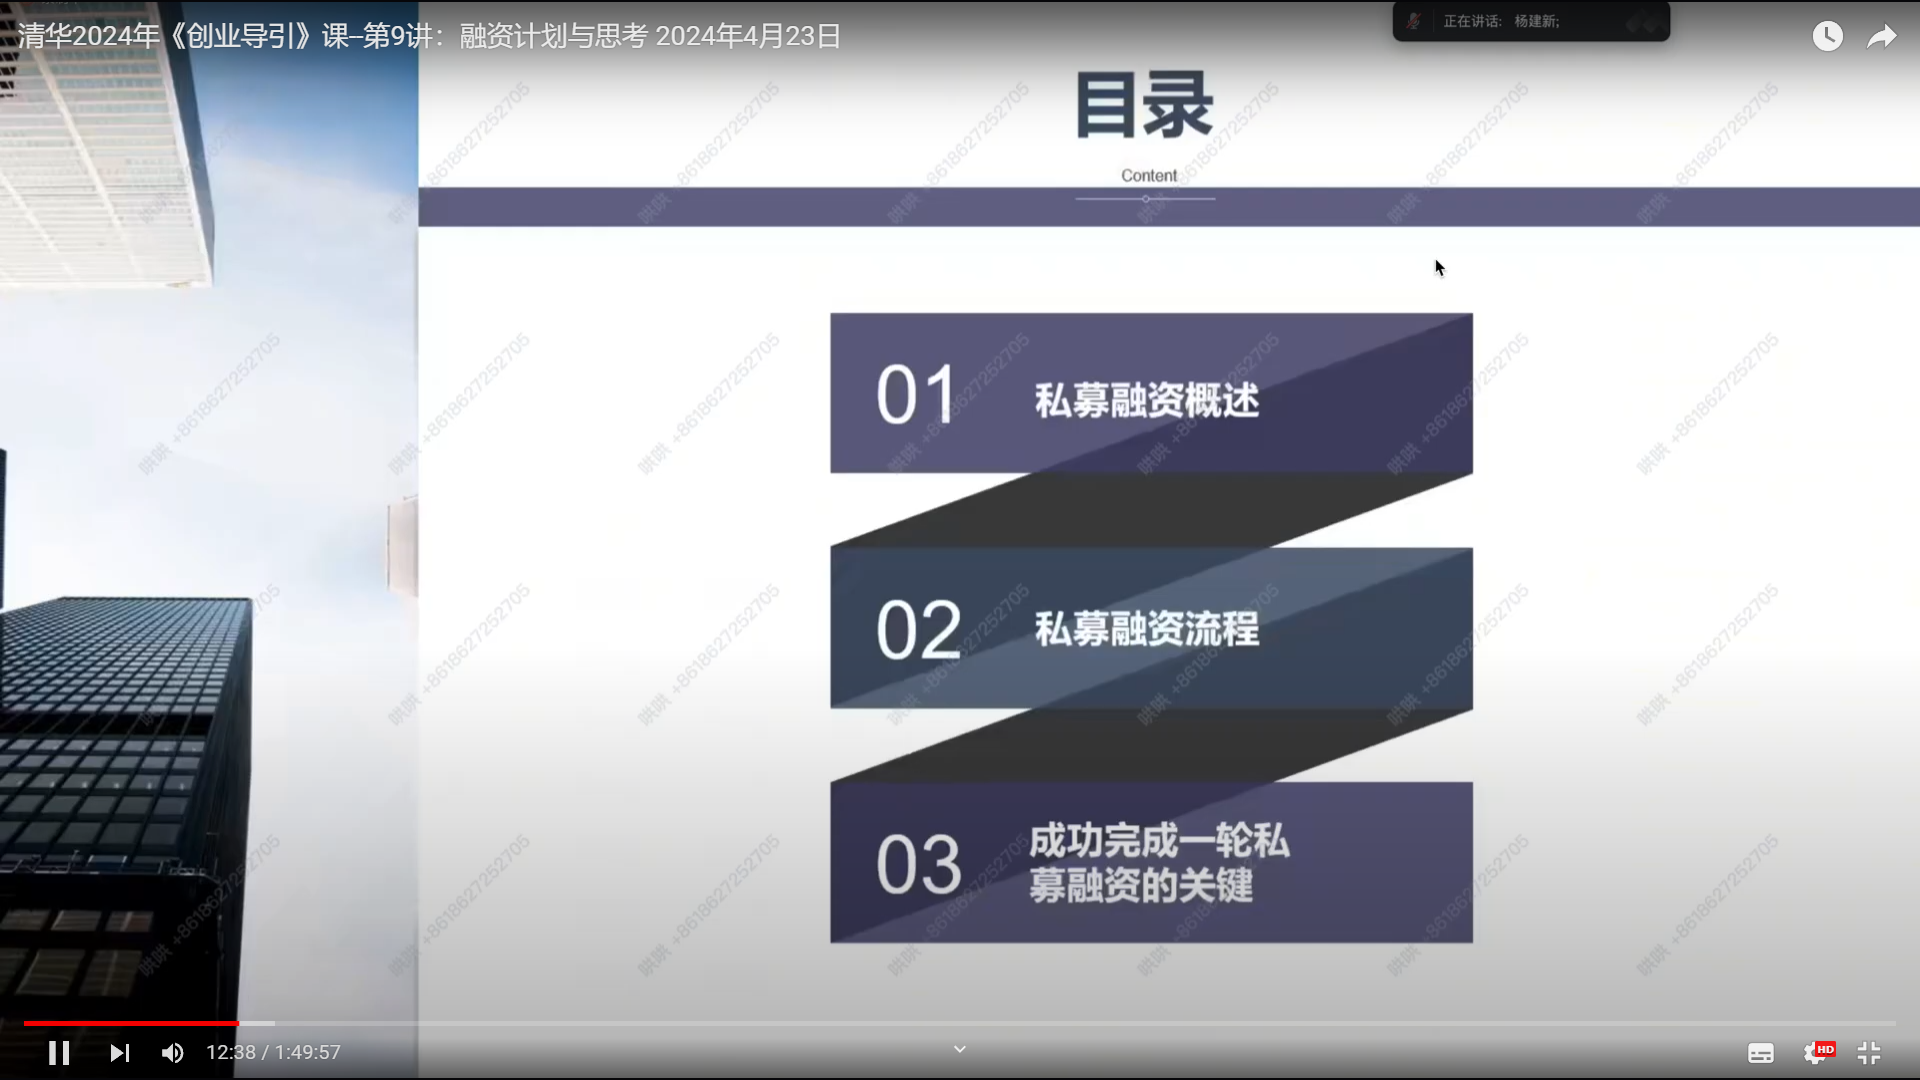 清华2024年《创业导引》课--第9讲：融资计划与思考 2024年4月23日
正在讲话: 杨建新;
目录
Content
01 私募融资概述
02 私募融资流程
03 成功完成一轮私
募融资的关键
哄哄 +8618627252705
12:38 / 1:49:57
HD